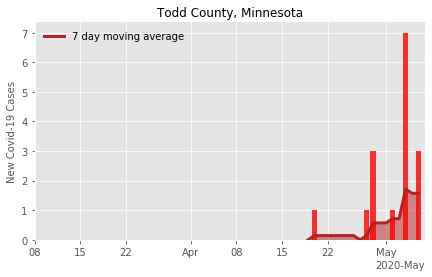 Todd County, Minnesota
7 day moving average
New Covid-19 Cases
7
6
5
4
3
2
1
0
08 15 22 Apr 08 15 22 May
2020-May